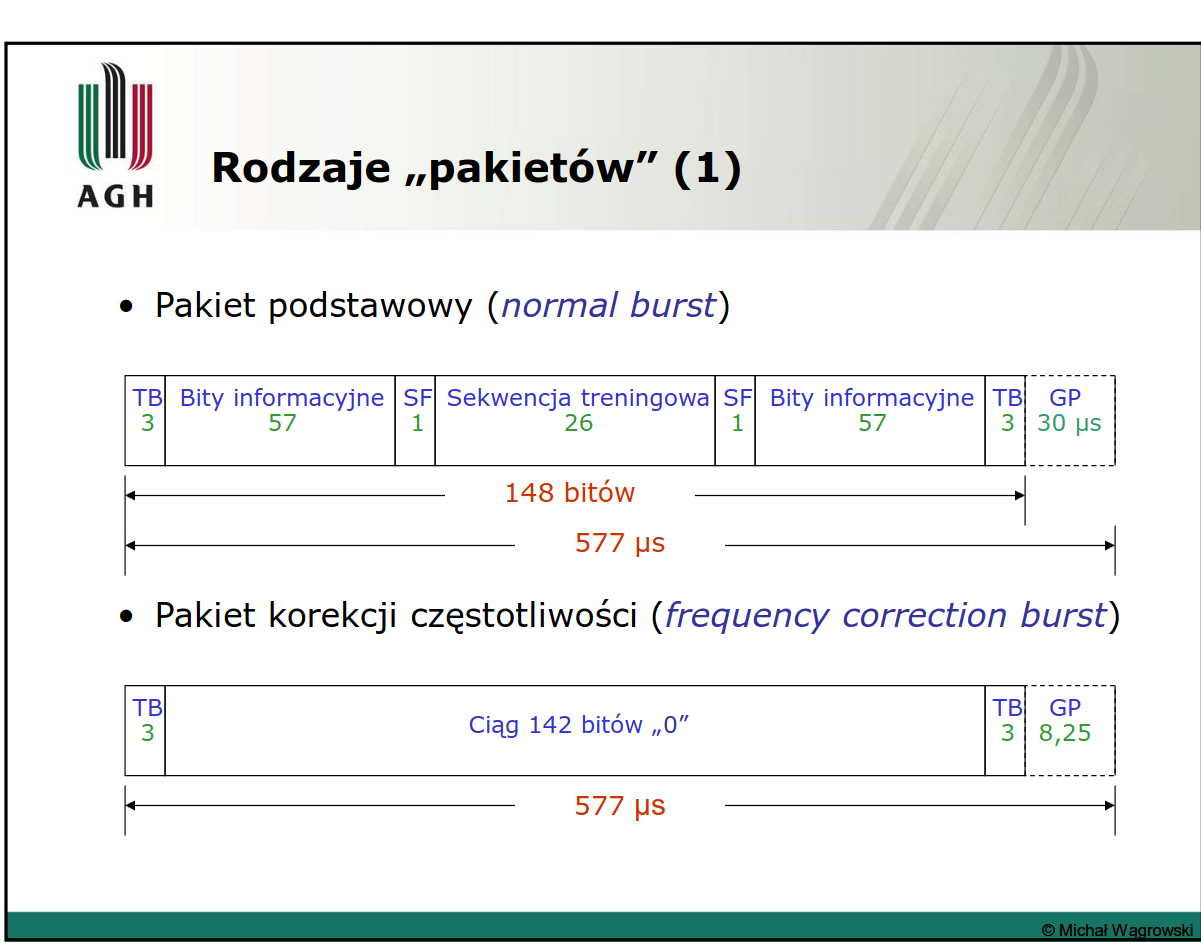 AGH
Rodzaje „pakietów” (1)
• Pakiet podstawowy (normal burst)
TB Bity informacyjne SF Sekwencja treningowa SF Bity informacyjne TB GP
3 57 1 26 1 57 3 30 µs
148 bitów
577 µs
• Pakiet korekcji częstotliwości (frequency correction burst)
TB Ciąg 142 bitów „0” TB GP
3 3 8,25
577 µs
© Michał Wągrowski